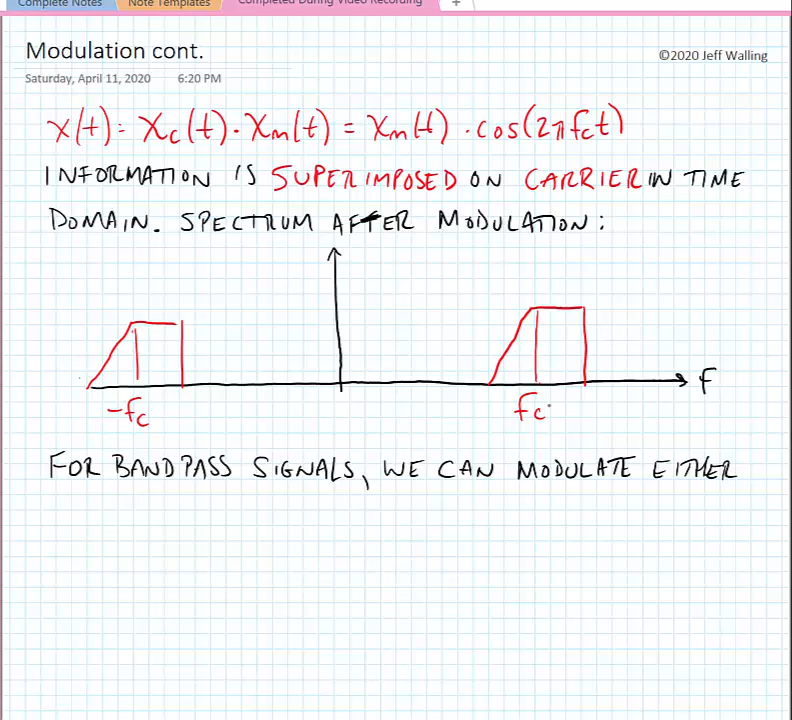 Complete Notes Note Templates Completed During Video Recording +
Modulation cont.
©2020 Jeff Walling
Saturday, April 11, 2020 6:20 PM
x(t) = Xc(t) · Xm(t) = Xm(t) · cos(2πfct)
INFORMATION IS SUPERIMPOSED ON CARRIER IN TIME
DOMAIN. SPECTRUM AFTER MODULATION:
f
-fc fc
FOR BANDPASS SIGNALS, WE CAN MODULATE EITHER